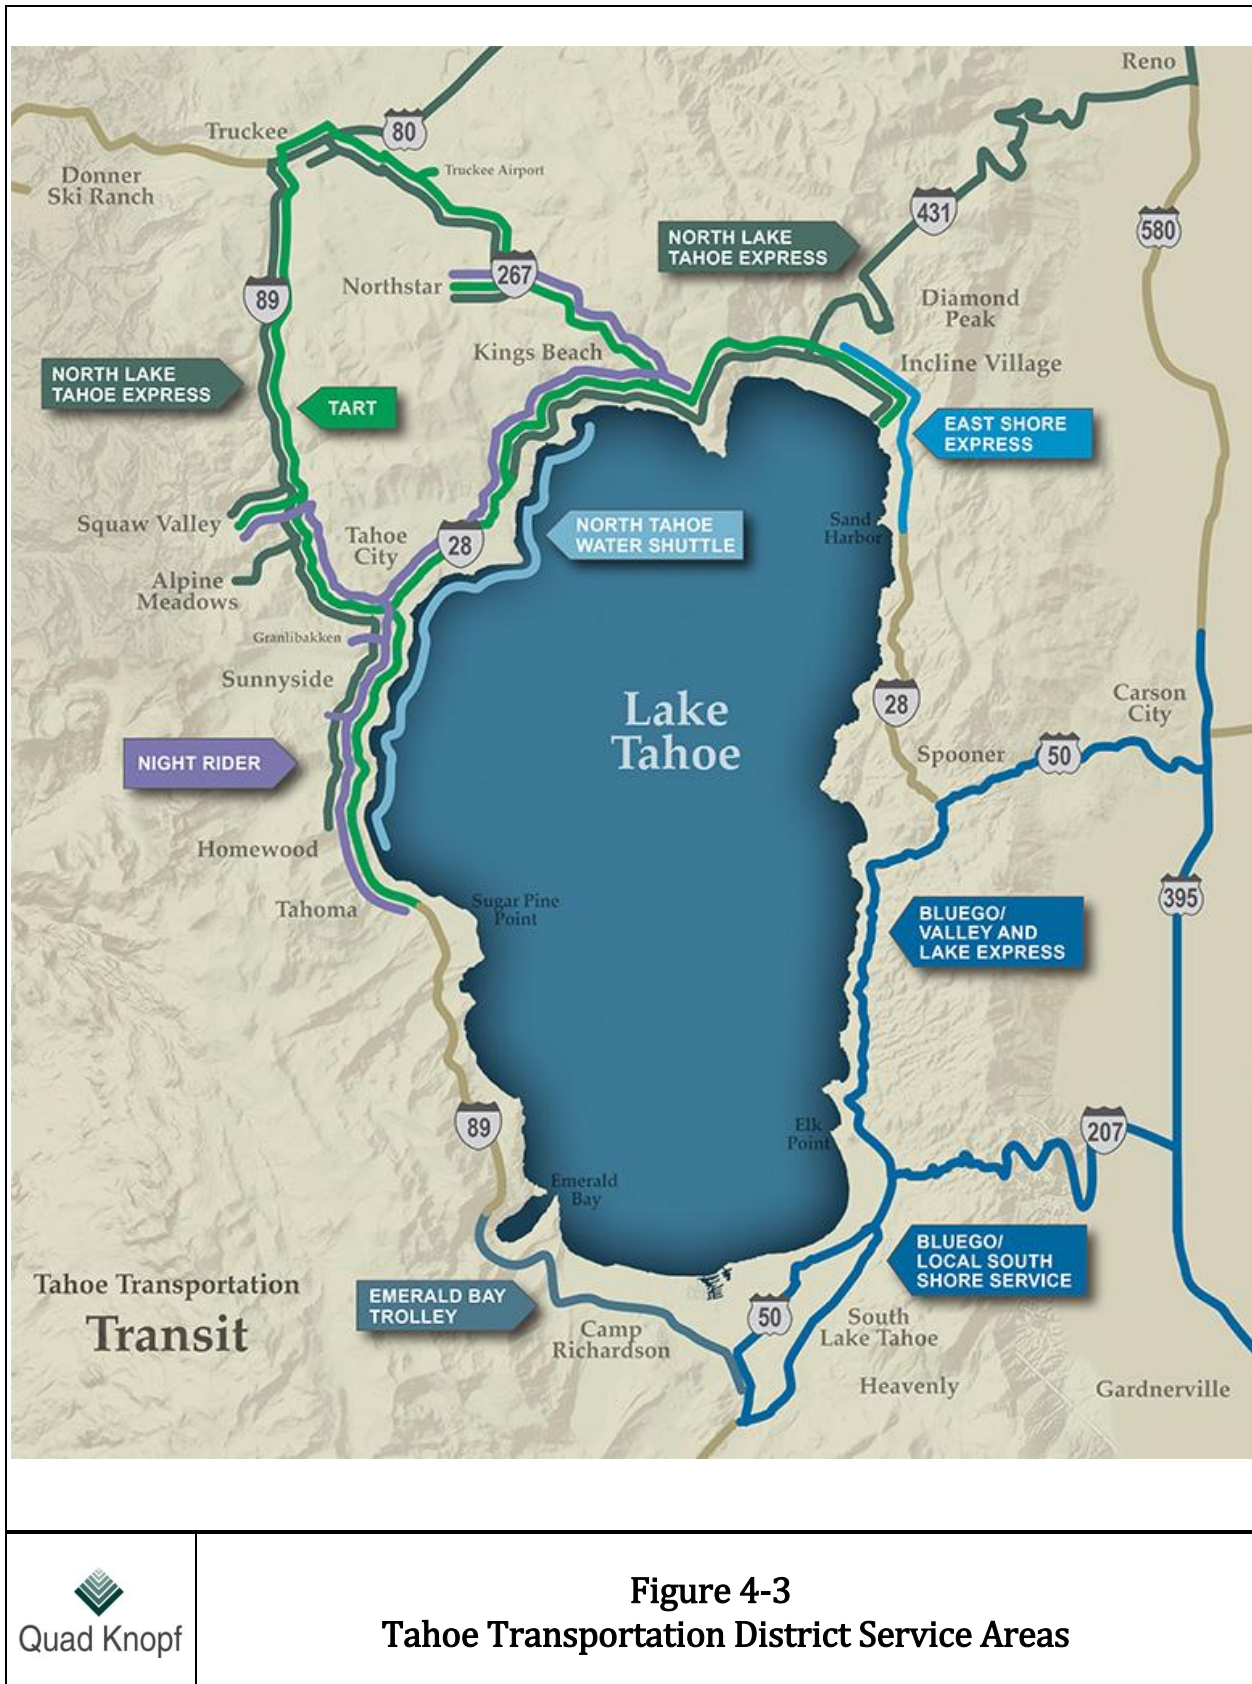 Reno
Truckee
80
Truckee Airport
Donner
Ski Ranch
431
580
NORTH LAKE
TAHOE EXPRESS
267
Northstar
89
Diamond
Peak
Kings Beach
Incline Village
NORTH LAKE
TAHOE EXPRESS
TART
EAST SHORE
EXPRESS
Squaw Valley
Tahoe
City
28
NORTH TAHOE
WATER SHUTTLE
Sand
Harbor
Alpine
Meadows
Granlibakken
Sunnyside
Lake
Tahoe
28
Carson
City
Spooner
50
NIGHT RIDER
Homewood
Tahoma
Sugar Pine
Point
395
BLUEGO/
VALLEY AND
LAKE EXPRESS
89
Elk
Point
207
Emerald
Bay
BLUEGO/
LOCAL SOUTH
SHORE SERVICE
Tahoe Transportation
Transit
EMERALD BAY
TROLLEY
50
Camp
Richardson
South
Lake Tahoe
Heavenly
Gardnerville
Quad Knopf
Figure 4-3
Tahoe Transportation District Service Areas